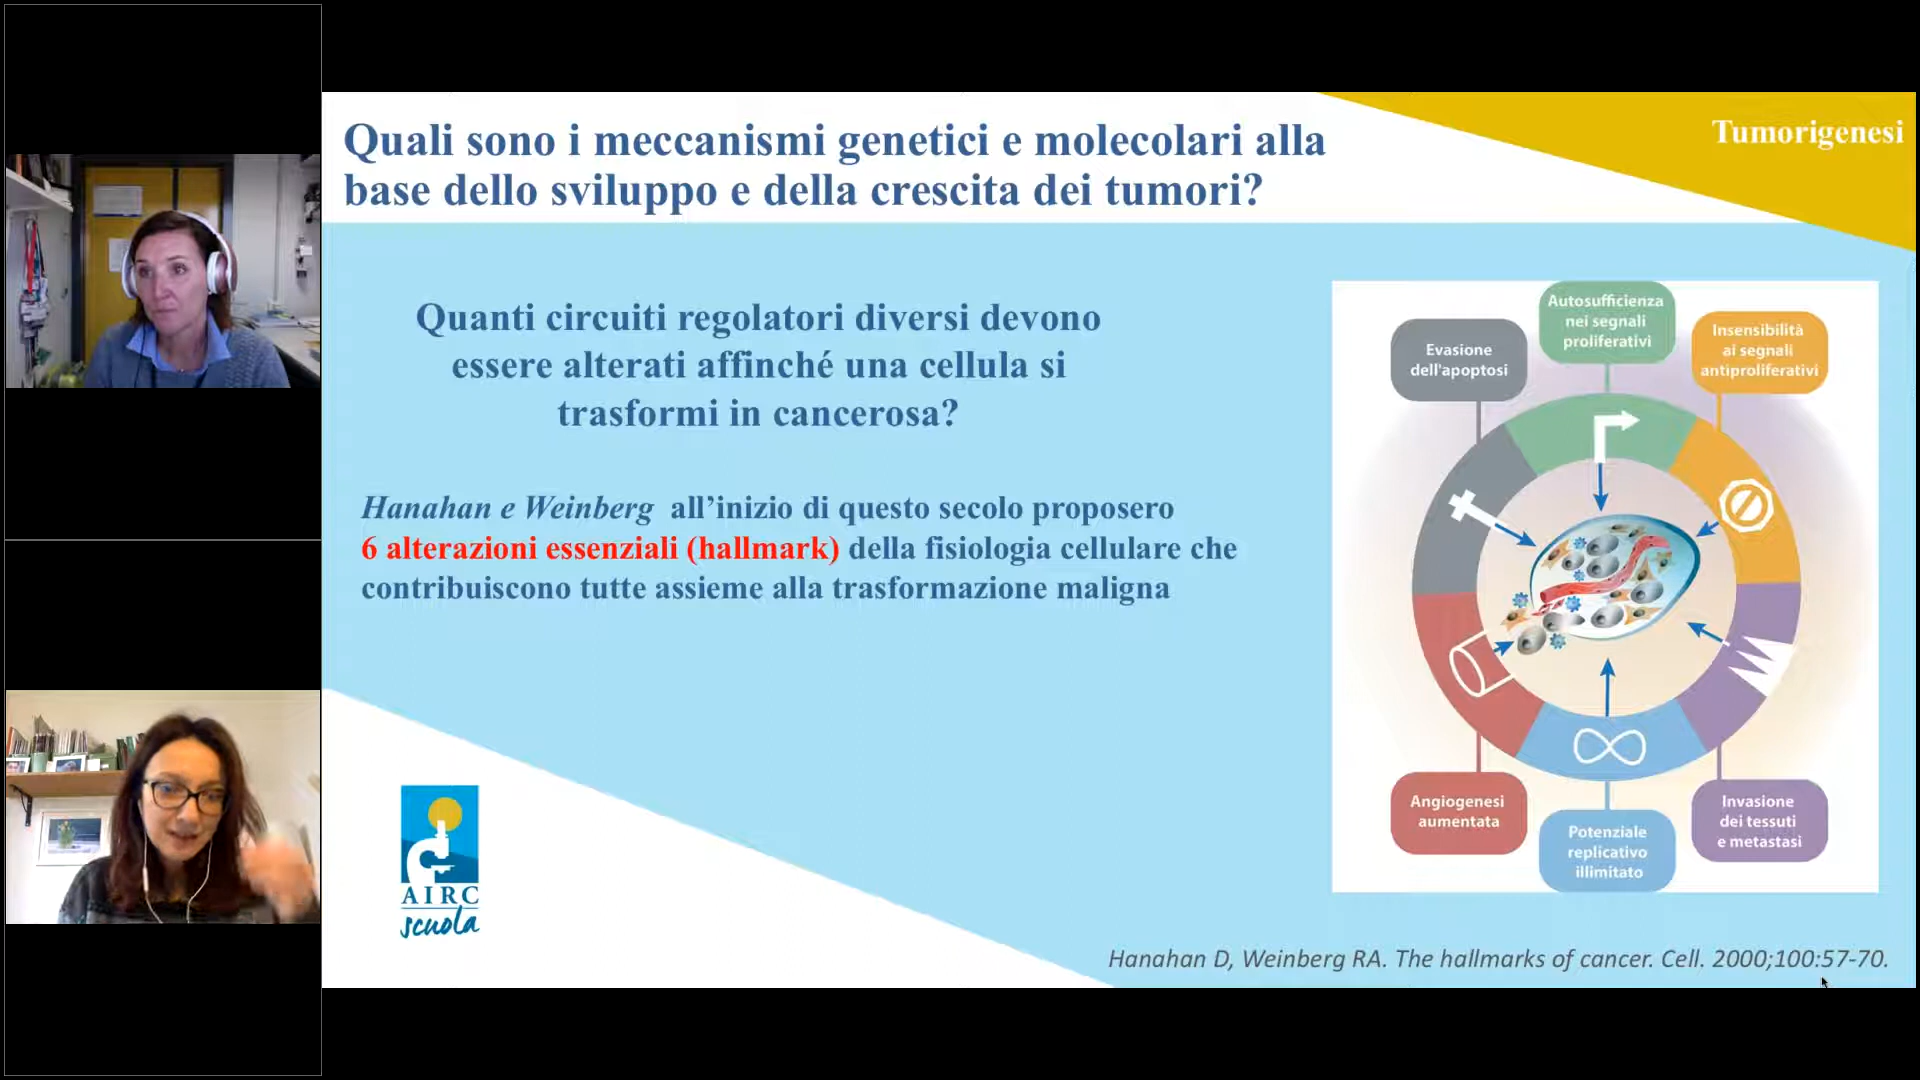 Quali sono i meccanismi genetici e molecolari alla
base dello sviluppo e della crescita dei tumori?
Tumorigenesi
Quanti circuiti regolatori diversi devono
essere alterati affinché una cellula si
trasformi in cancerosa?
Hanahan e Weinberg all’inizio di questo secolo proposero
6 alterazioni essenziali (hallmark) della fisiologia cellulare che
contribuiscono tutte assieme alla trasformazione maligna
Evasione
dell'apoptosi
Autosufficienza
nei segnali
proliferativi
Insensibilità
ai segnali
antiproliferativi
Angiogenesi
aumentata
Potenziale
replicativo
illimitato
Invasione
dei tessuti
e metastasi
AIRC
scuola
Hanahan D, Weinberg RA. The hallmarks of cancer. Cell. 2000;100:57-70.